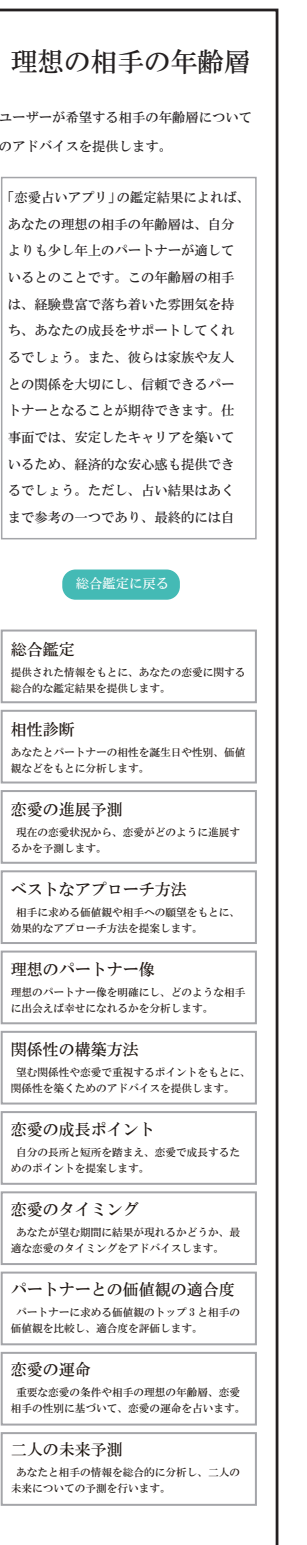 理想の相手の年齢層
ユーザーが希望する相手の年齢層について
のアドバイスを提供します。
「恋愛占いアプリ」の鑑定結果によれば、
あなたの理想の相手の年齢層は、自分
よりも少し年上のパートナーが適して
いるとのことです。この年齢層の相手
は、経験豊富で落ち着いた雰囲気を持
ち、あなたの成長をサポートしてくれ
るでしょう。また、彼らは家族や友人
との関係を大切にし、信頼できるパー
トナーとなることが期待できます。仕
事面では、安定したキャリアを築いて
いるため、経済的な安心感も提供でき
るでしょう。ただし、占い結果はあく
まで参考の一つであり、最終的には自
総合鑑定に戻る
総合鑑定
提供された情報をもとに、あなたの恋愛に関する
総合的な鑑定結果を提供します。
相性診断
あなたとパートナーの相性を誕生日や性別、価値
観などをもとに分析します。
恋愛の進展予測
現在の恋愛状況から、恋愛がどのように進展す
るかを予測します。
ベストなアプローチ方法
相手に求める価値観や相手への願望をもとに、
効果的なアプローチ方法を提案します。
理想のパートナー像
理想のパートナー像を明確にし、どのような相手
に出会えば幸せになれるかを分析します。
関係性の構築方法
望む関係性や恋愛で重視するポイントをもとに、
関係性を築くためのアドバイスを提供します。
恋愛の成長ポイント
自分の長所と短所を踏まえ、恋愛で成長するた
めのポイントを提案します。
恋愛のタイミング
あなたが望む期間に結果が現れるかどうか、最
適な恋愛のタイミングをアドバイスします。
パートナーとの価値観の適合度
パートナーに求める価値観のトップ3と相手の
価値観を比較し、適合度を評価します。
恋愛の運命
重要な恋愛の条件や相手の理想の年齢層、恋愛
相手の性別に基づいて、恋愛の運命を占います。
二人の未来予測
あなたと相手の情報を総合的に分析し、二人の
未来についての予測を行います。